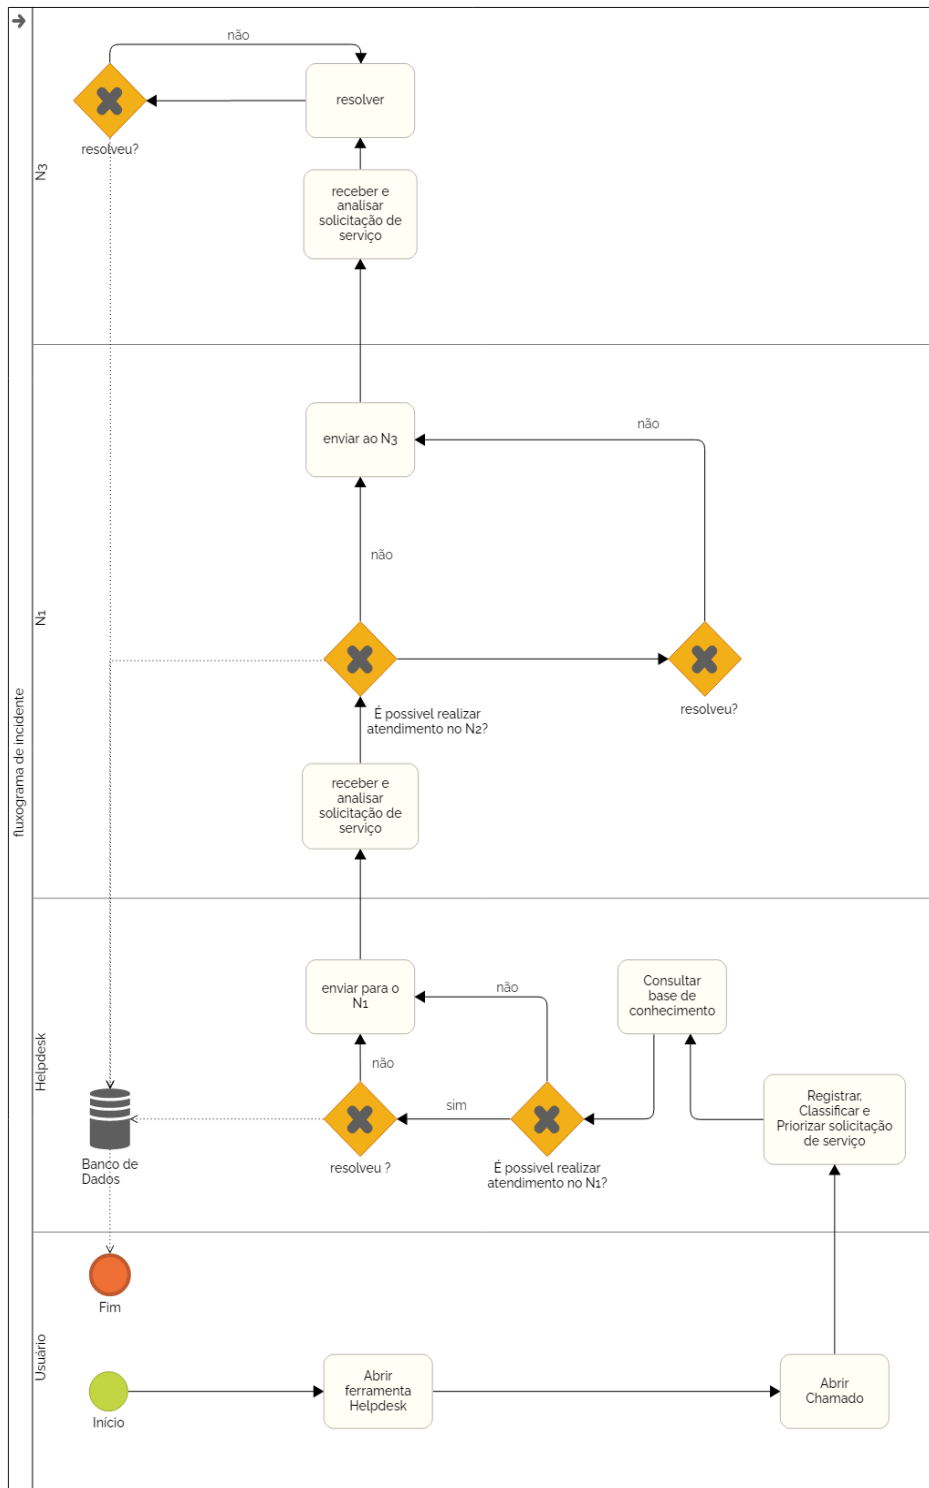 não
resolver
resolveu?
N3
receber e
analisar
solicitação de
serviço
enviar ao N3
não
não
N1
É possivel realizar
atendimento no N2?
resolveu?
fluxograma de incidente
receber e
analisar
solicitação de
serviço
enviar para o
N1
não
Consultar
base de
conhecimento
Helpdesk
não
sim
Registrar,
Classificar e
Priorizar solicitação
de serviço
Banco de
Dados
resolveu ?
É possivel realizar
atendimento no N1?
Fim
Usuário
Início
Abrir
ferramenta
Helpdesk
Abrir
Chamado